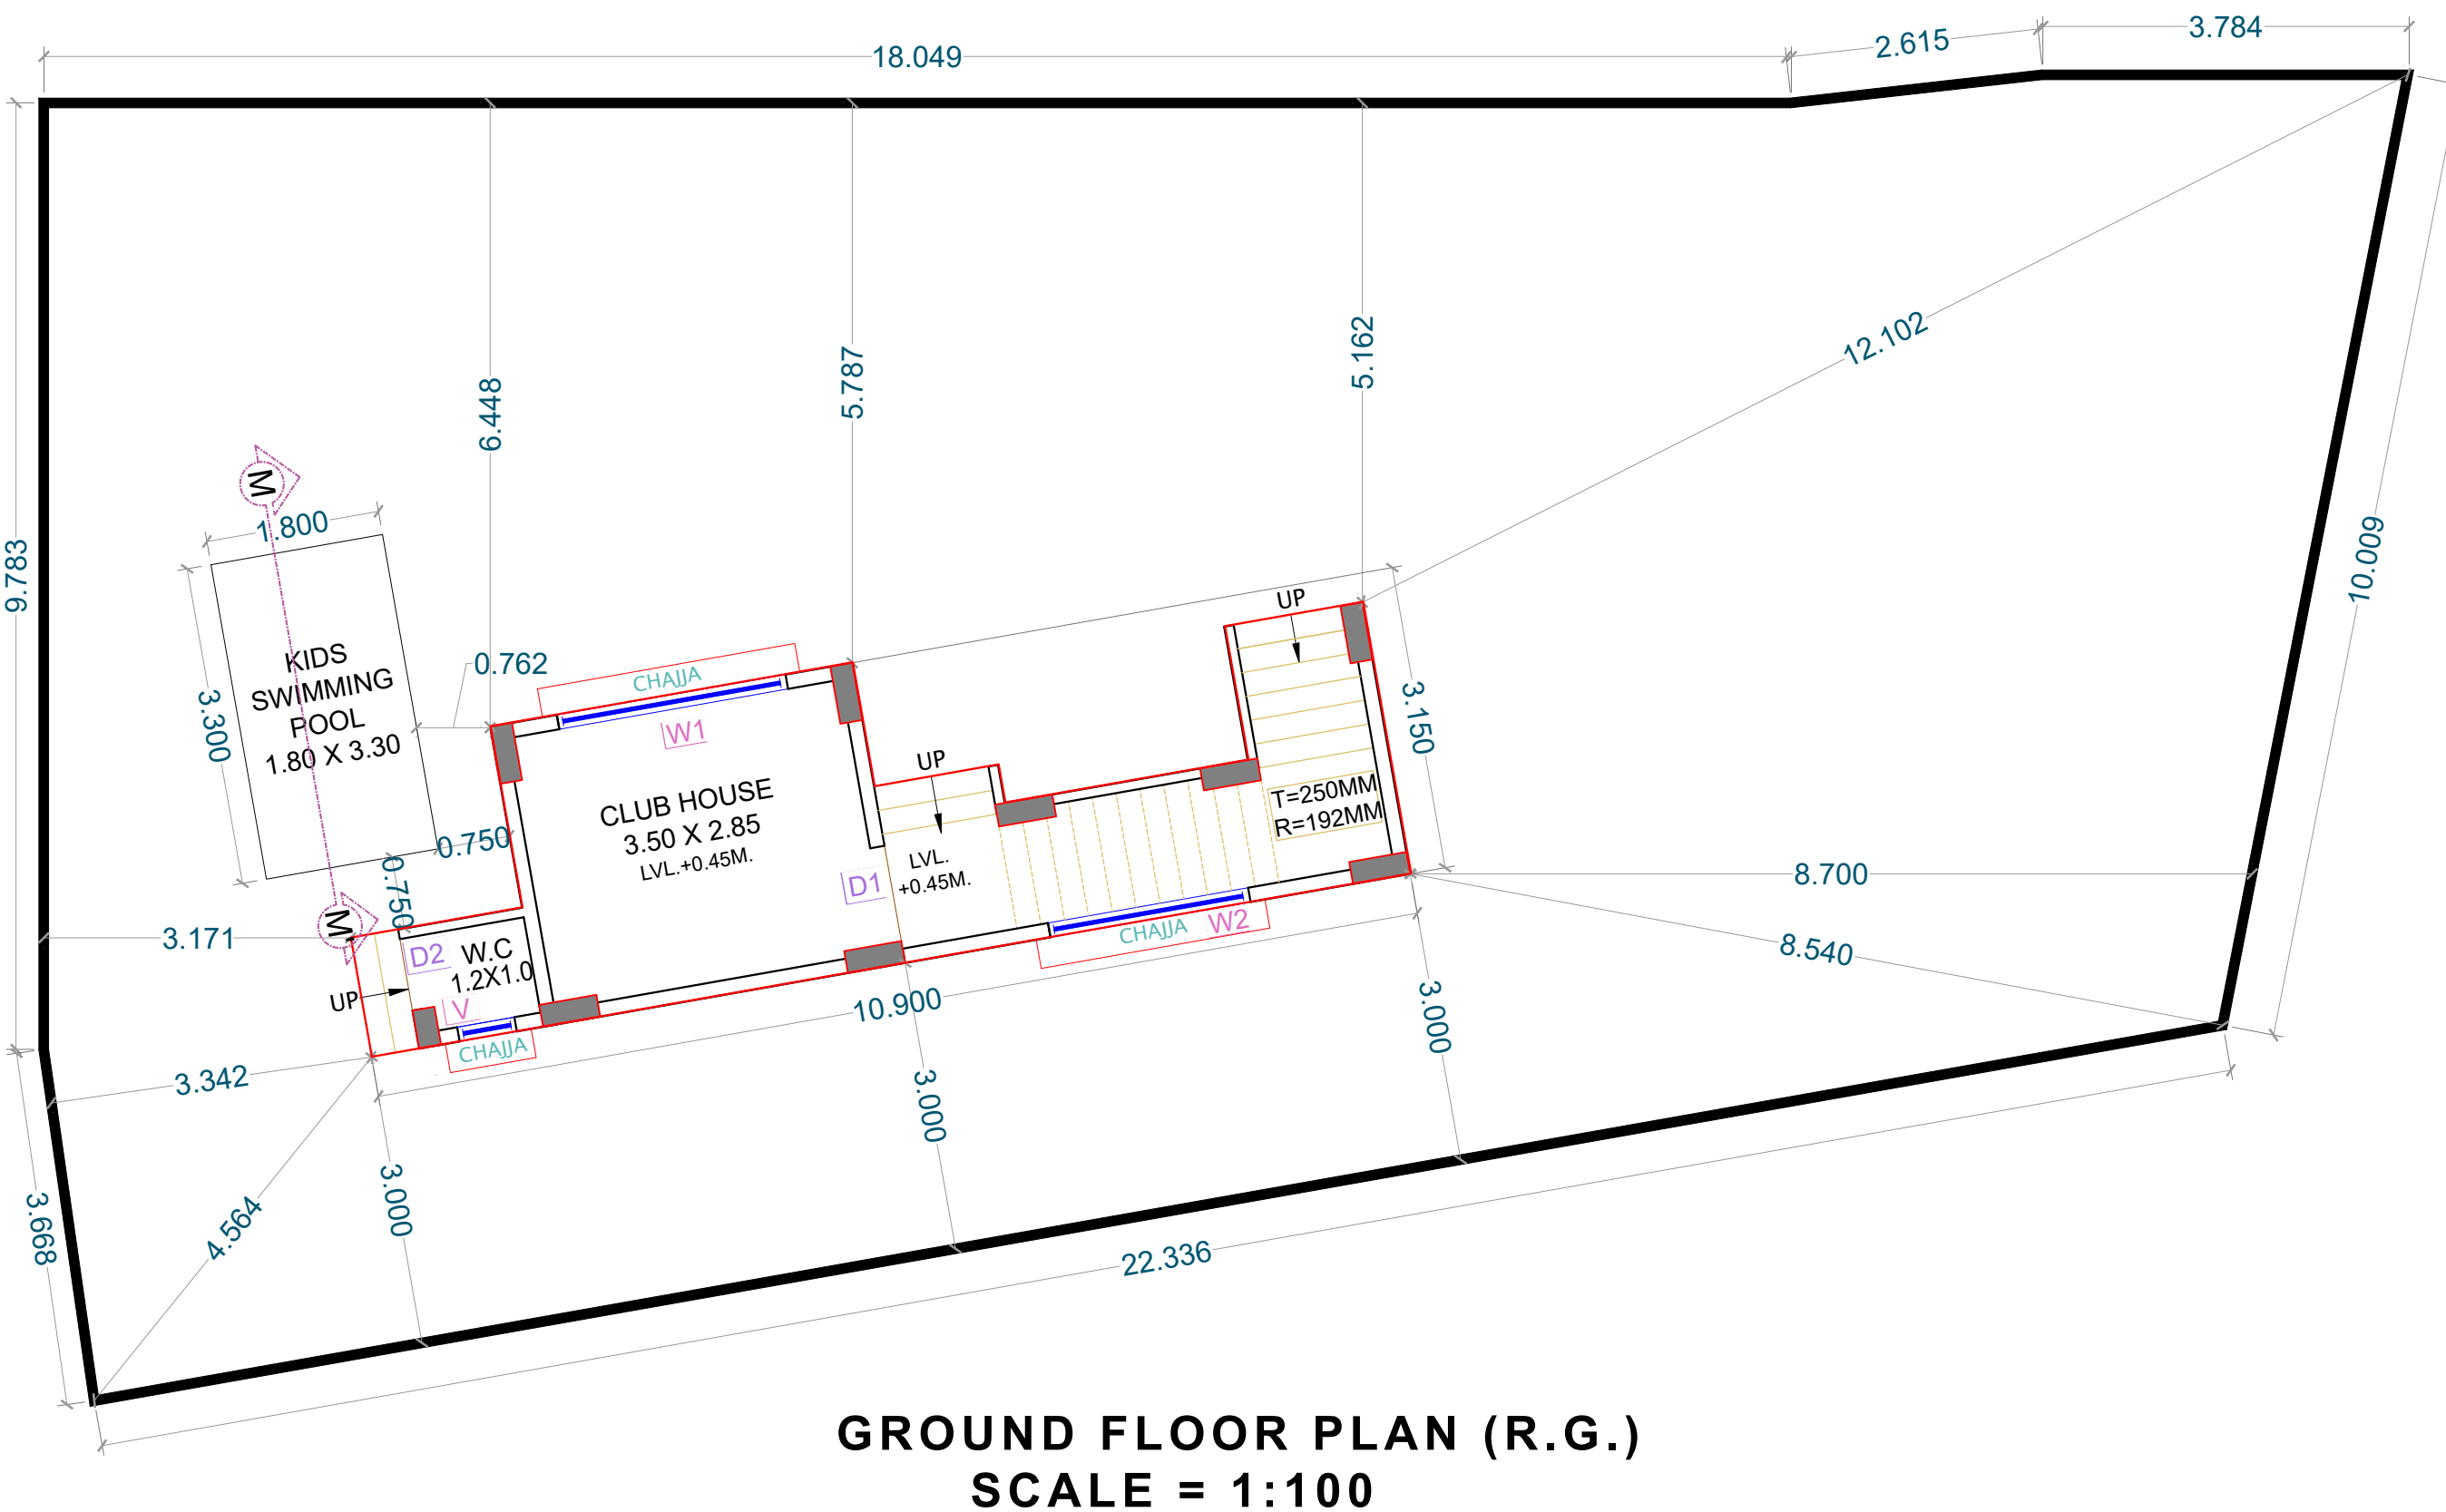 18.049
2.615
3.784
9.783
6.448
5.787
5.162
12.102
10.009
M
1.800
3.300
KIDS
SWIMMING
POOL
1.80 X 3.30
0.762
CHAJJA
W1
UP
3.150
CLUB HOUSE
3.50 X 2.85
LVL.+0.45M.
UP
T=250MM
R=192MM
0.750
0.750
D1
LVL.
+0.45M.
8.700
3.171
M
D2
W.C
1.2X1.0
V
UP
CHAJJA
W2
CHAJJA
8.540
10.900
3.000
3.342
3.000
3.000
3.668
4.564
22.336
GROUND FLOOR PLAN (R.G.)
SCALE = 1:100